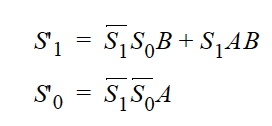 S'₁ = S̅₁S₀B + S₁AB
S'₀ = S̅₁S̅₀A